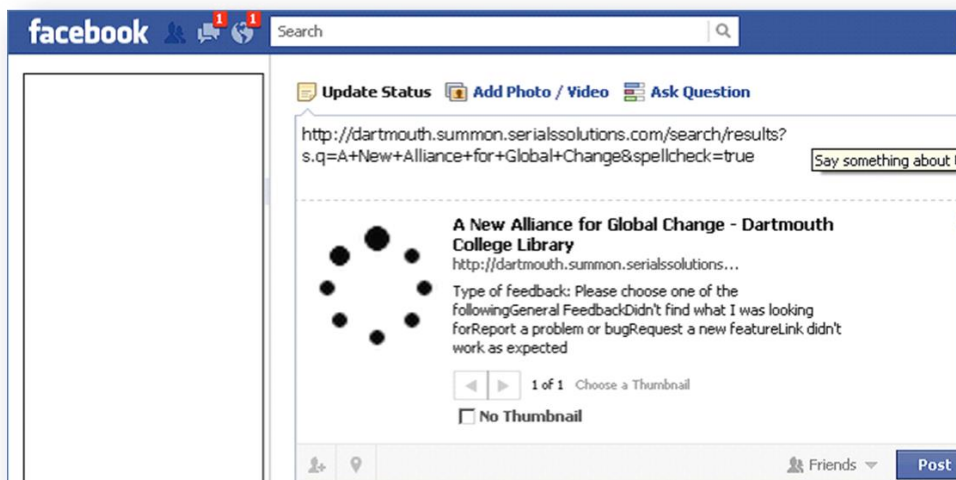 facebook 1 1 Search
Update Status Add Photo / Video Ask Question
http://dartmouth.summon.serialssolutions.com/search/results?
s.q=A+New+Alliance+for+Global+Change&spellcheck=true
Say something about
A New Alliance for Global Change - Dartmouth
College Library
http://dartmouth.summon.serialssolutions...
Type of feedback: Please choose one of the
followingGeneral FeedbackDidn't find what I was looking
forReport a problem or bugRequest a new featureLink didn't
work as expected
1 of 1 Choose a Thumbnail
No Thumbnail
Friends Post